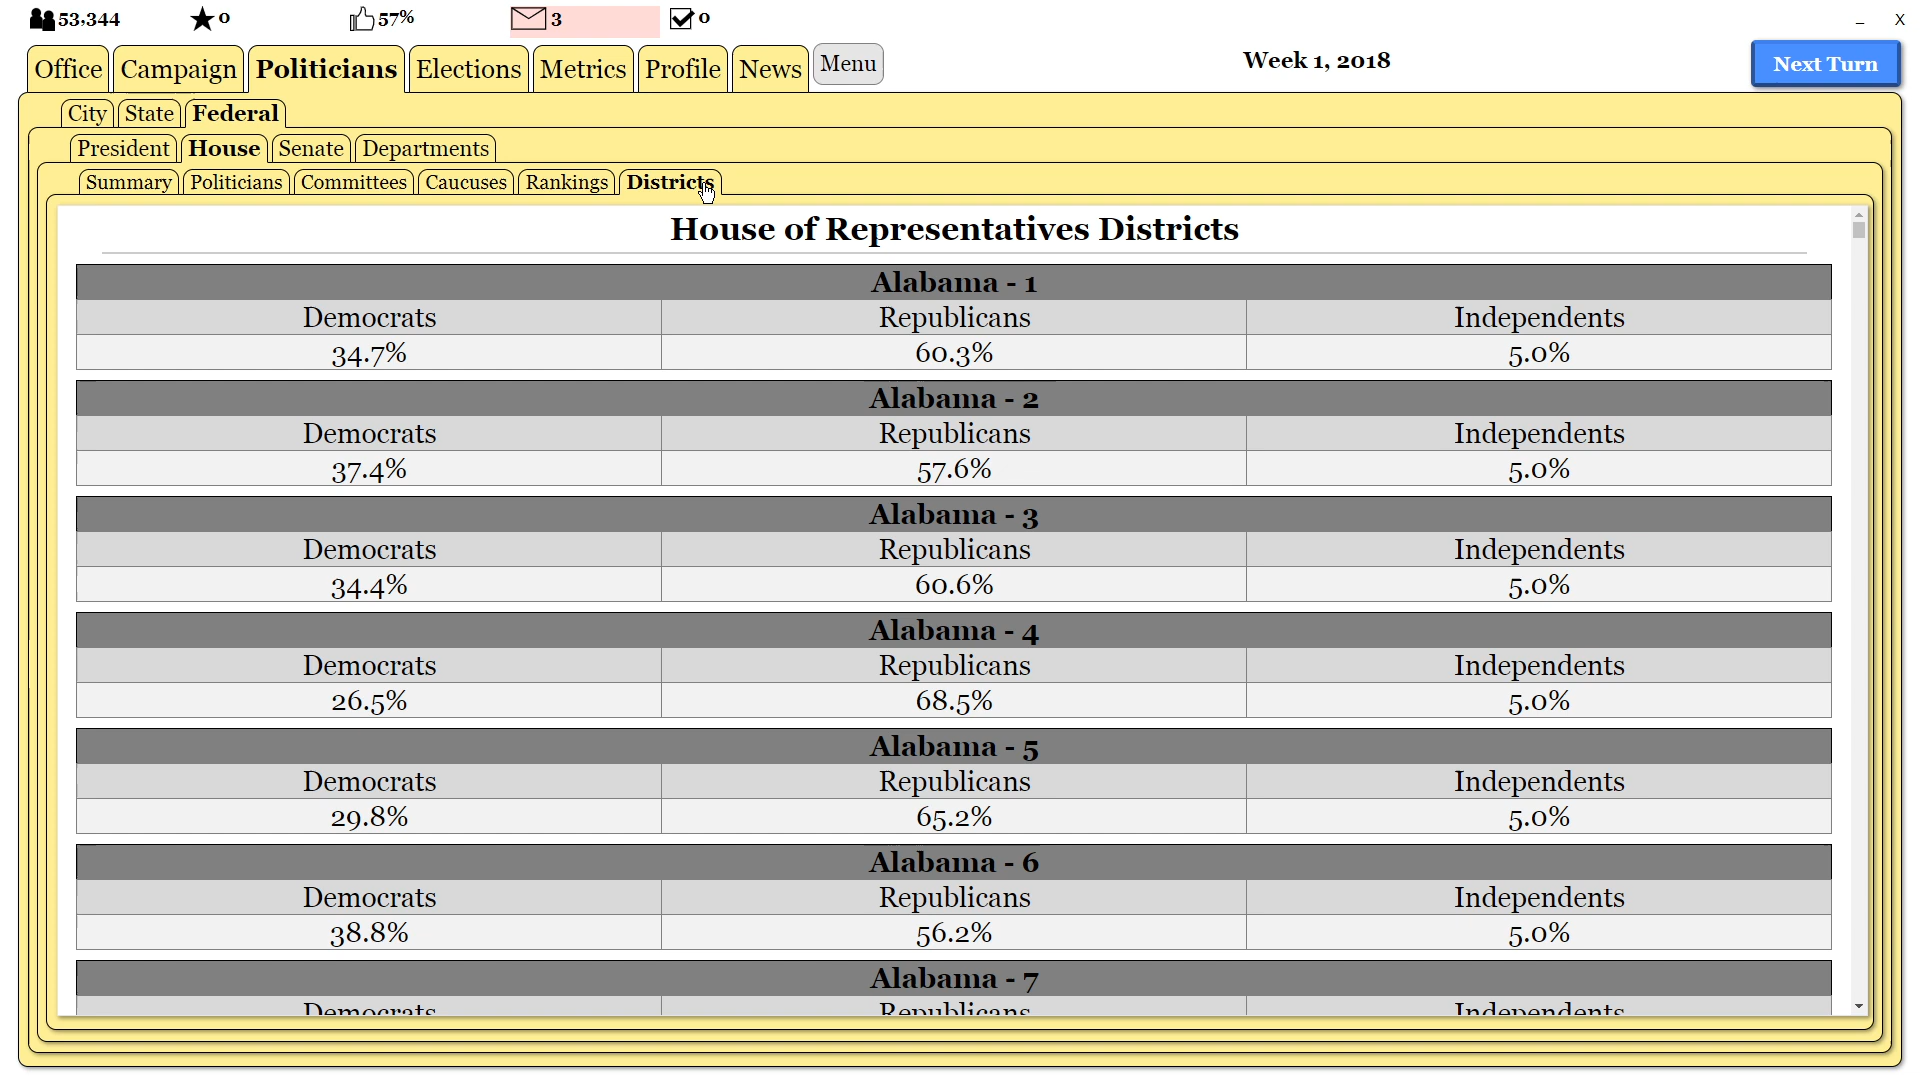 53,344 0 57% 3 0 _ X
Office Campaign Politicians Elections Metrics Profile News Menu Week 1, 2018 Next Turn
City State Federal
President House Senate Departments
Summary Politicians Committees Caucuses Rankings Districts
House of Representatives Districts
Alabama - 1
Democrats Republicans Independents
34.7% 60.3% 5.0%
Alabama - 2
Democrats Republicans Independents
37.4% 57.6% 5.0%
Alabama - 3
Democrats Republicans Independents
34.4% 60.6% 5.0%
Alabama - 4
Democrats Republicans Independents
26.5% 68.5% 5.0%
Alabama - 5
Democrats Republicans Independents
29.8% 65.2% 5.0%
Alabama - 6
Democrats Republicans Independents
38.8% 56.2% 5.0%
Alabama - 7
Democrats Republicans Independents